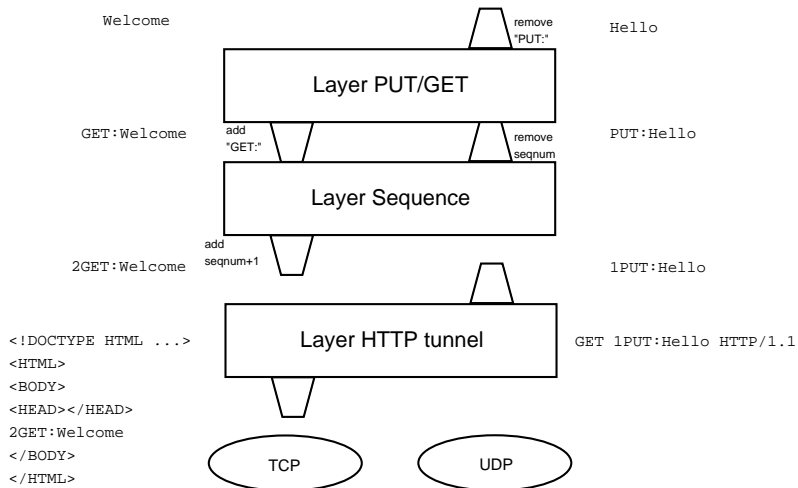 Welcome
remove
"PUT:"
Hello
Layer PUT/GET
GET:Welcome
add
"GET:"
remove
seqnum
PUT:Hello
Layer Sequence
add
seqnum+1
2GET:Welcome
1PUT:Hello
Layer HTTP tunnel
<!DOCTYPE HTML ...>
<HTML>
<BODY>
<HEAD></HEAD>
2GET:Welcome
</BODY>
</HTML>
GET 1PUT:Hello HTTP/1.1
TCP
UDP